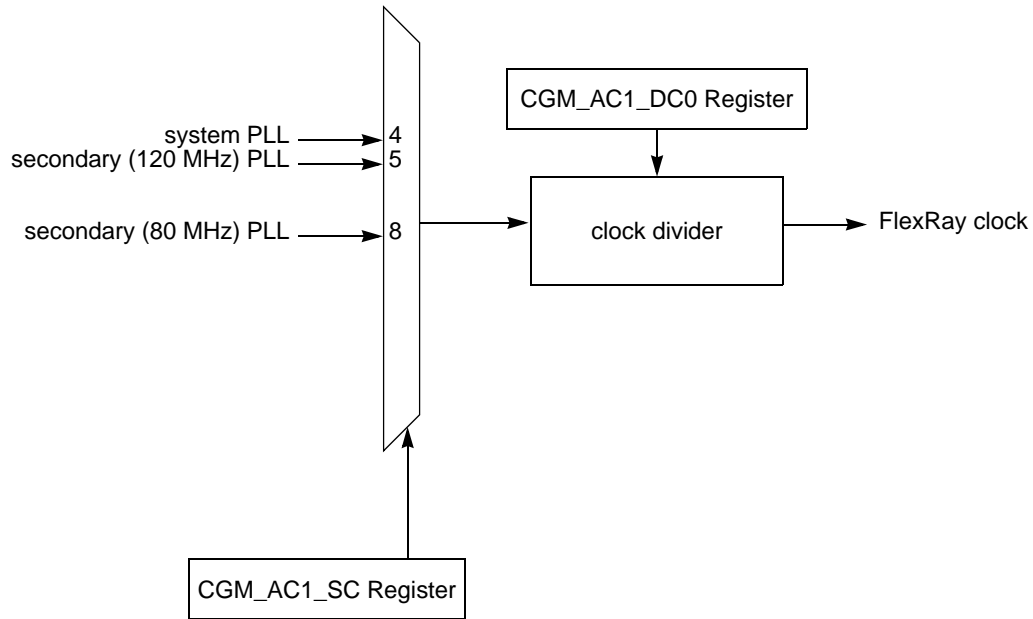 CGM_AC1_DC0 Register
system PLL
4
secondary (120 MHz) PLL
5
secondary (80 MHz) PLL
8
clock divider
FlexRay clock
CGM_AC1_SC Register